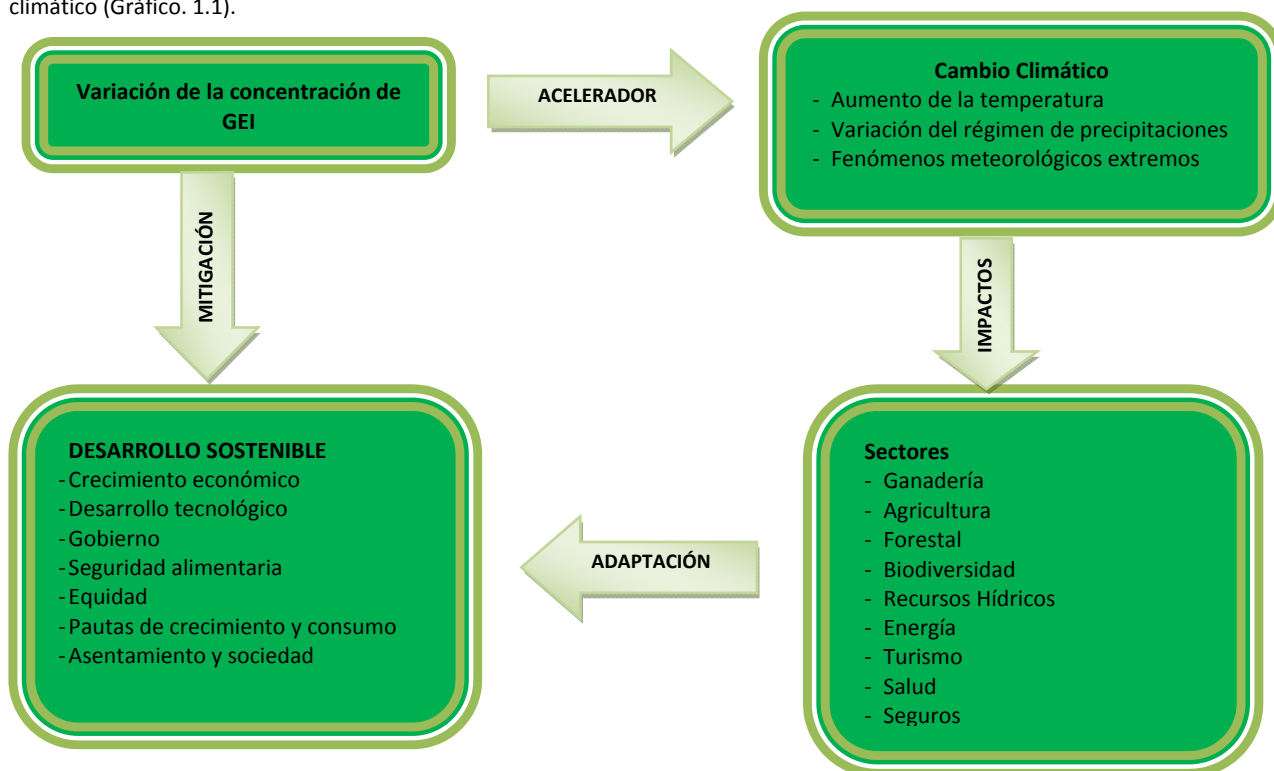 climático (Gráfico. 1.1).
Variación de la concentración de
GEI
ACELERADOR
Cambio Climático
- Aumento de la temperatura
- Variación del régimen de precipitaciones
- Fenómenos meteorológicos extremos
MITIGACIÓN
IMPACTOS
DESARROLLO SOSTENIBLE
- Crecimiento económico
- Desarrollo tecnológico
- Gobierno
- Seguridad alimentaria
- Equidad
- Pautas de crecimiento y consumo
- Asentamiento y sociedad
ADAPTACIÓN
Sectores
- Ganadería
- Agricultura
- Forestal
- Biodiversidad
- Recursos Hídricos
- Energía
- Turismo
- Salud
- Seguros